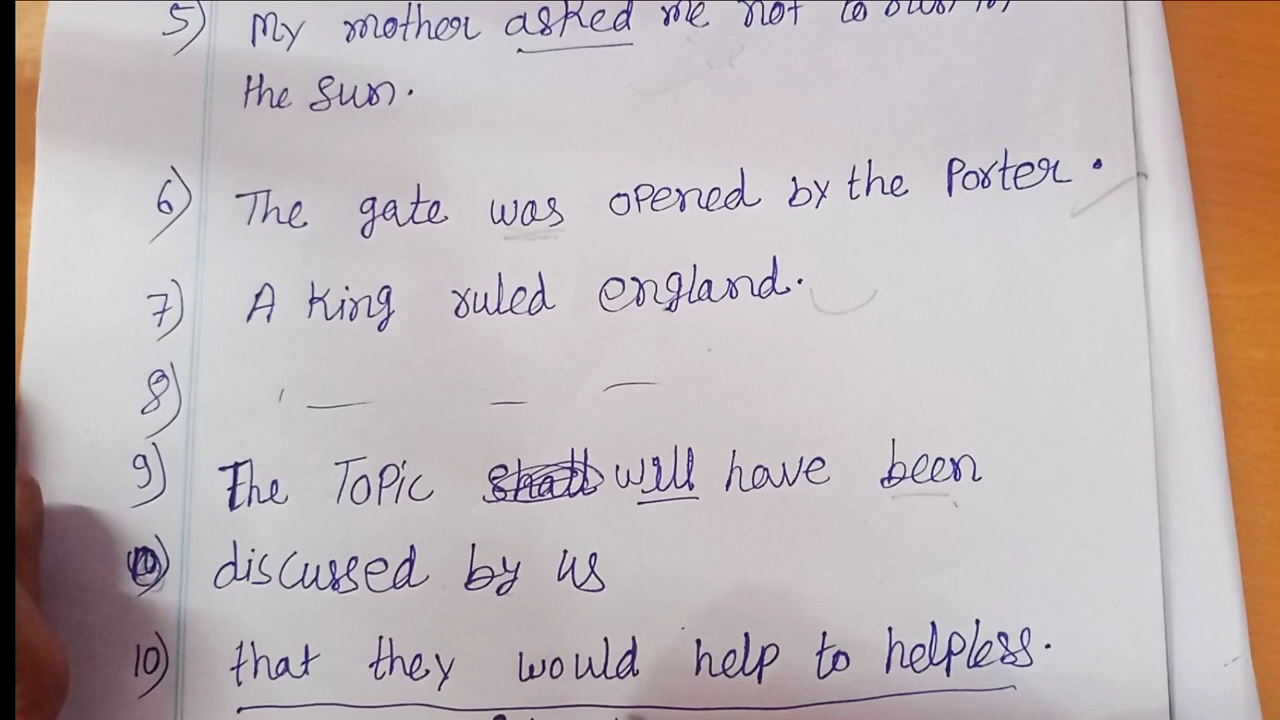 5) My mother asked me not to
the sun.
6) The gate was opened by the Porter.
7) A King ruled england.
8)
9) The Topic will have been
discussed by us
10) that they would help to helpless.